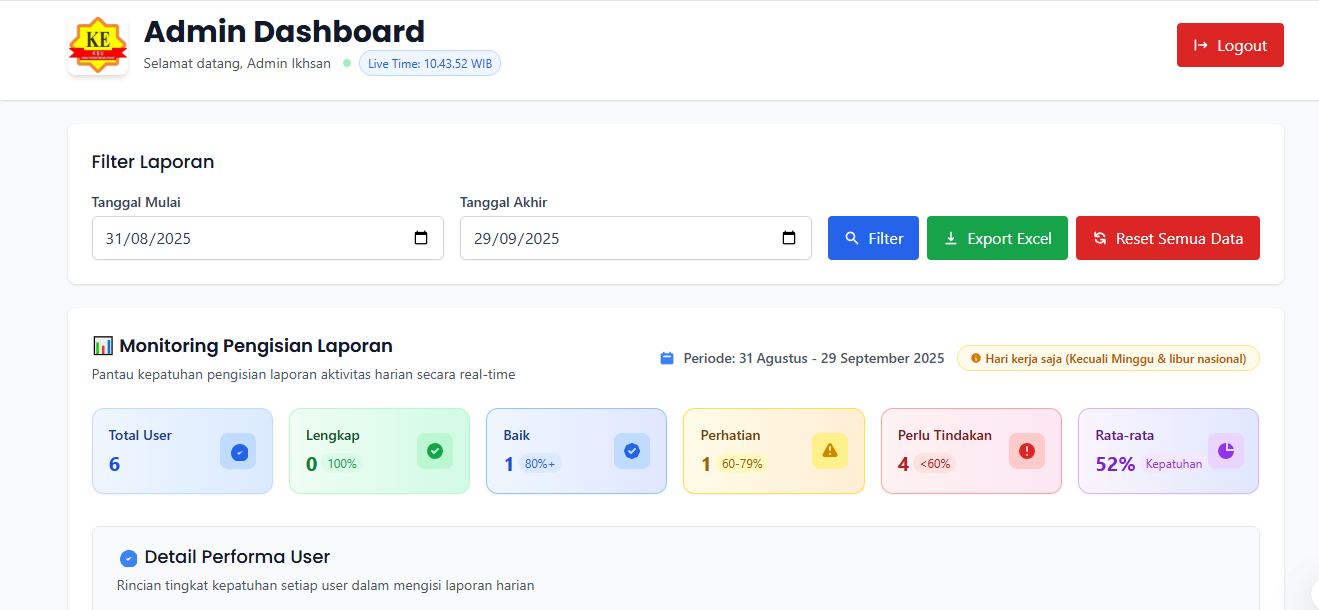 KE
KSU
Admin Dashboard
Selamat datang, Admin Ikhsan
Live Time: 10.43.52 WIB
Logout
Filter Laporan
Tanggal Mulai
Tanggal Akhir
31/08/2025
29/09/2025
Filter
Export Excel
Reset Semua Data
Monitoring Pengisian Laporan
Pantau kepatuhan pengisian laporan aktivitas harian secara real-time
Periode: 31 Agustus - 29 September 2025
Hari kerja saja (Kecuali Minggu & libur nasional)
Total User
6
Lengkap
0 100%
Baik
1 80%+
Perhatian
1 60-79%
Perlu Tindakan
4 <60%
Rata-rata
52% Kepatuhan
Detail Performa User
Rincian tingkat kepatuhan setiap user dalam mengisi laporan harian